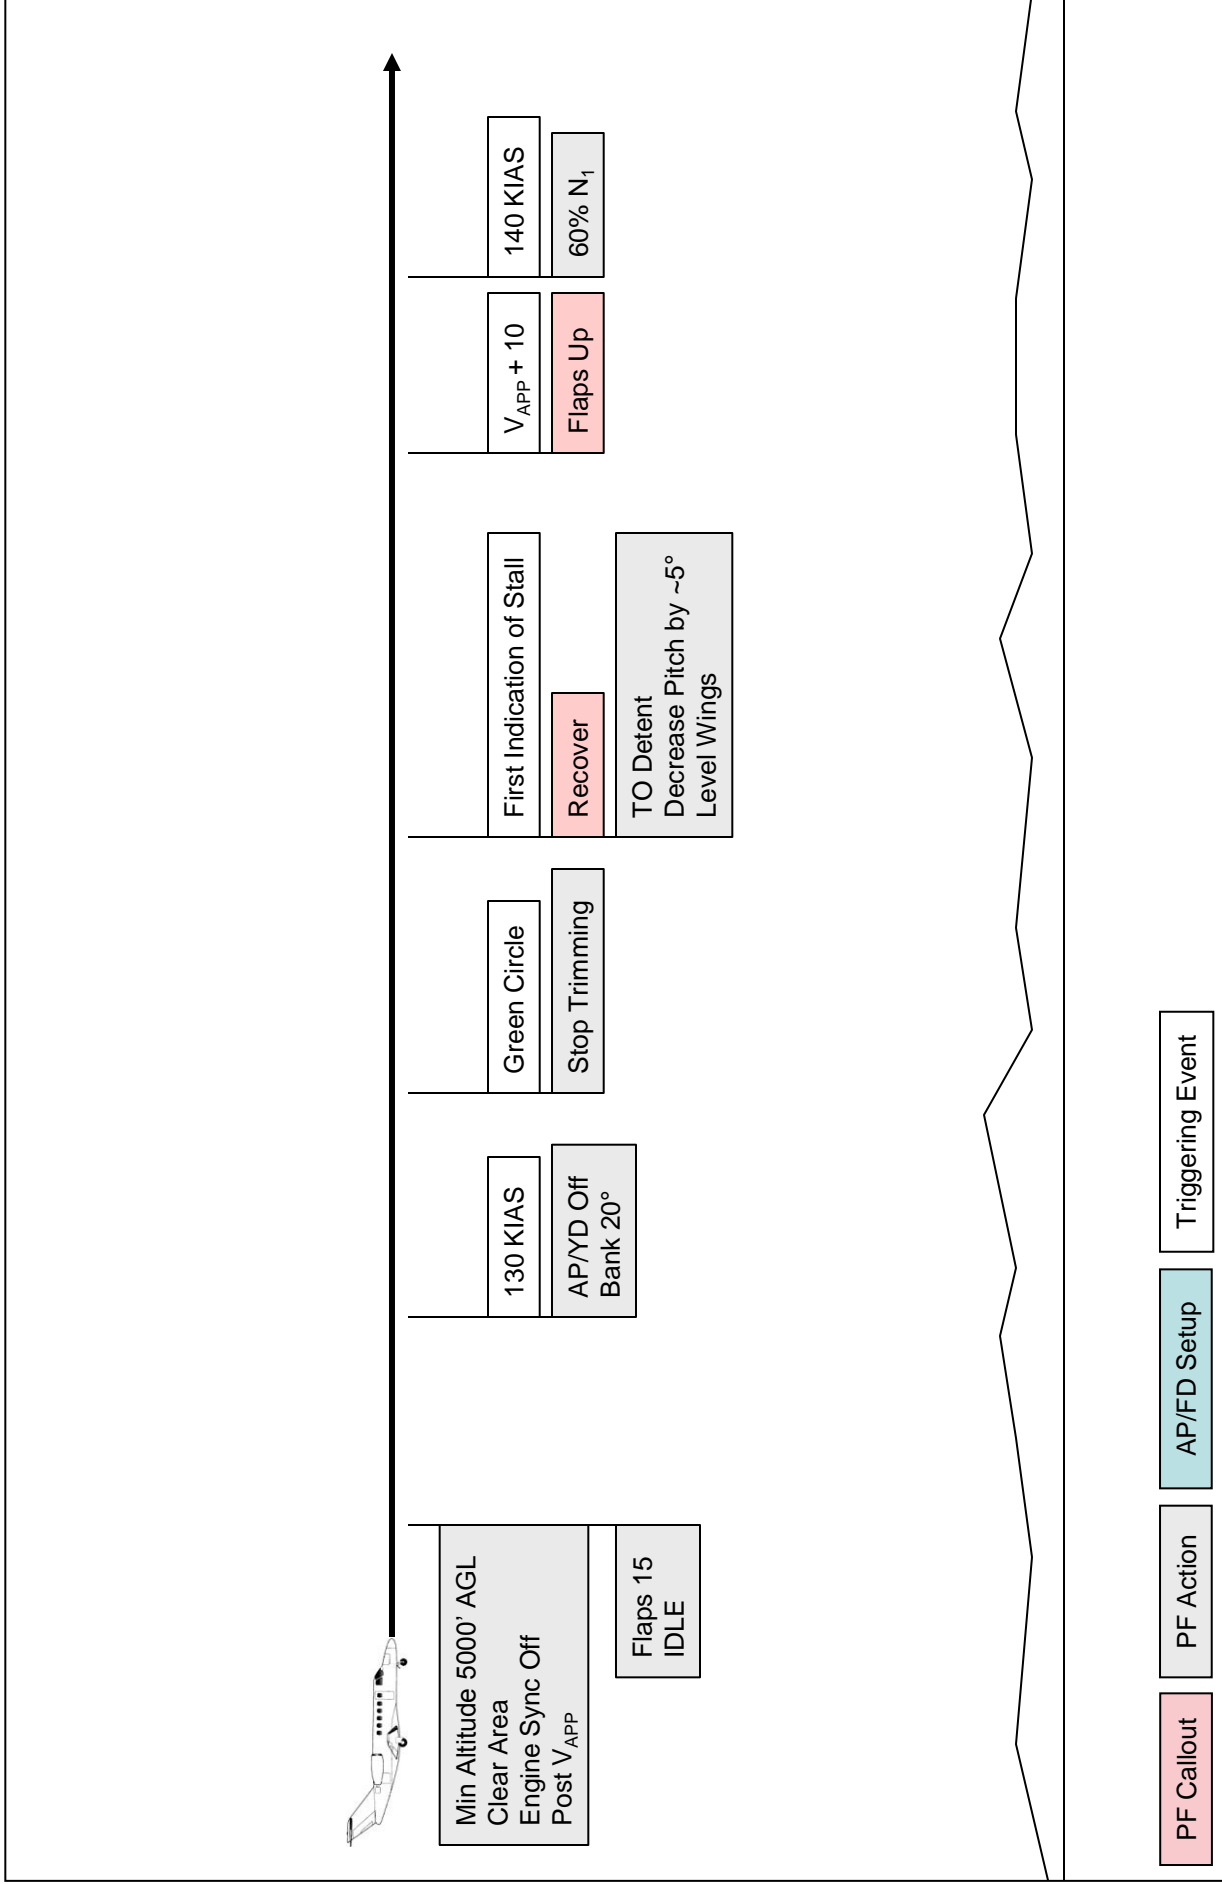 Min Altitude 5000’ AGL
Clear Area
Engine Sync Off
Post VAPP
Flaps 15
IDLE
130 KIAS
AP/YD Off
Bank 20°
Green Circle
Stop Trimming
First Indication of Stall
Recover
TO Detent
Decrease Pitch by ~5°
Level Wings
VAPP + 10
Flaps Up
140 KIAS
60% N1
PF Callout
PF Action
AP/FD Setup
Triggering Event